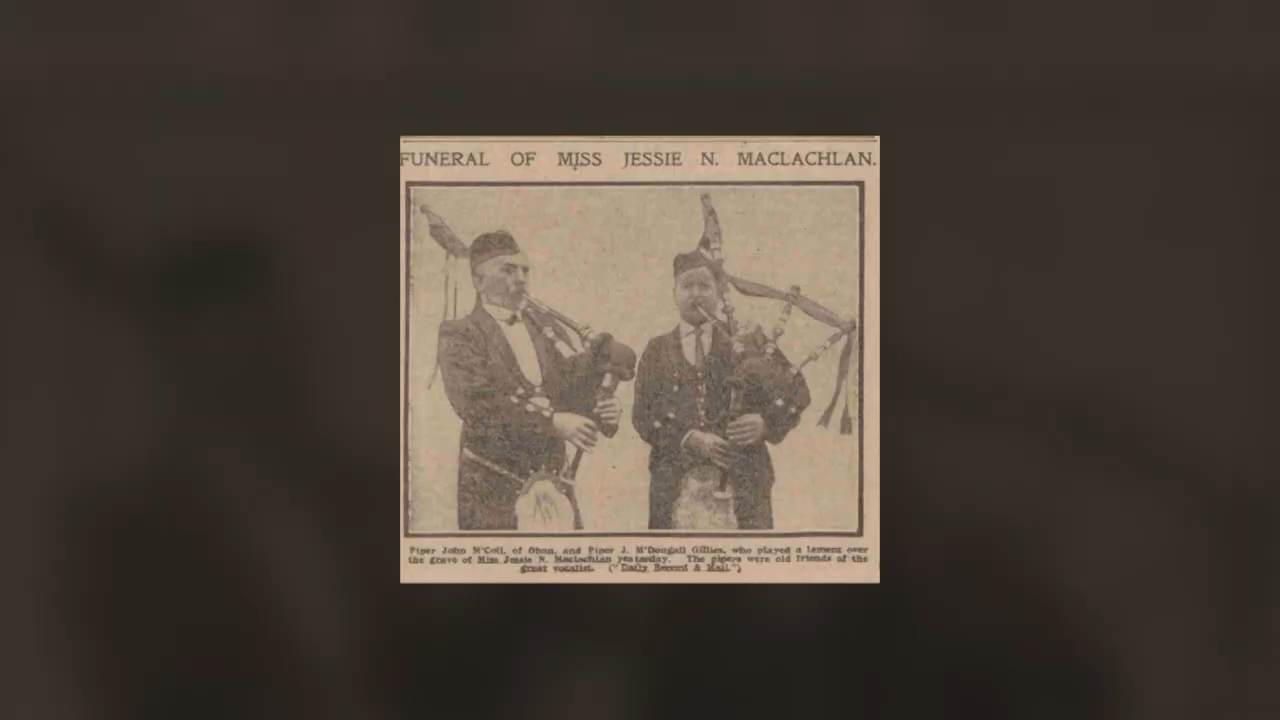 FUNERAL OF MISS JESSIE N. MACLACHLAN.
Piper John M'Coll, of Oban, and Piper J. M'Dougall Gillies, who played a lament over
the grave of Miss Jessie N. Maclachlan yesterday. The pipers were old friends of the
great vocalist. ("Daily Record & Mail.")